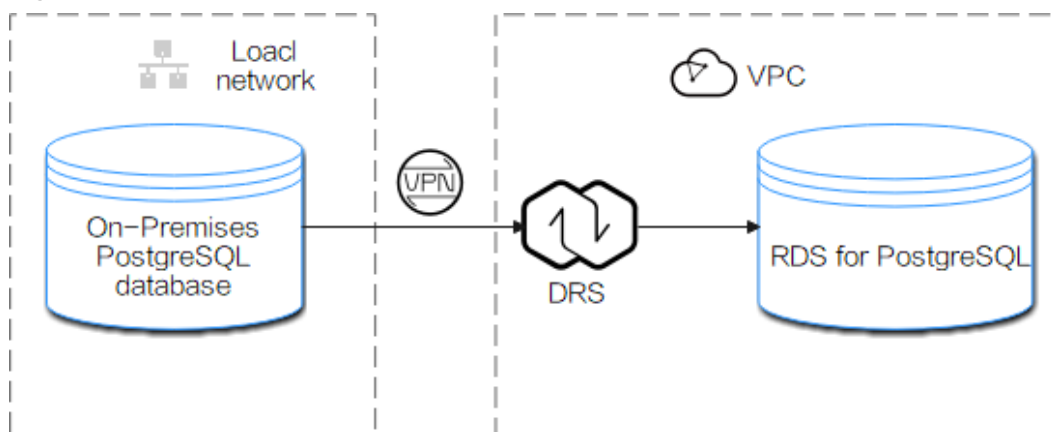 Loacl
network
VPC
VPN
On-Premises
PostgreSQL
database
DRS
RDS for PostgreSQL